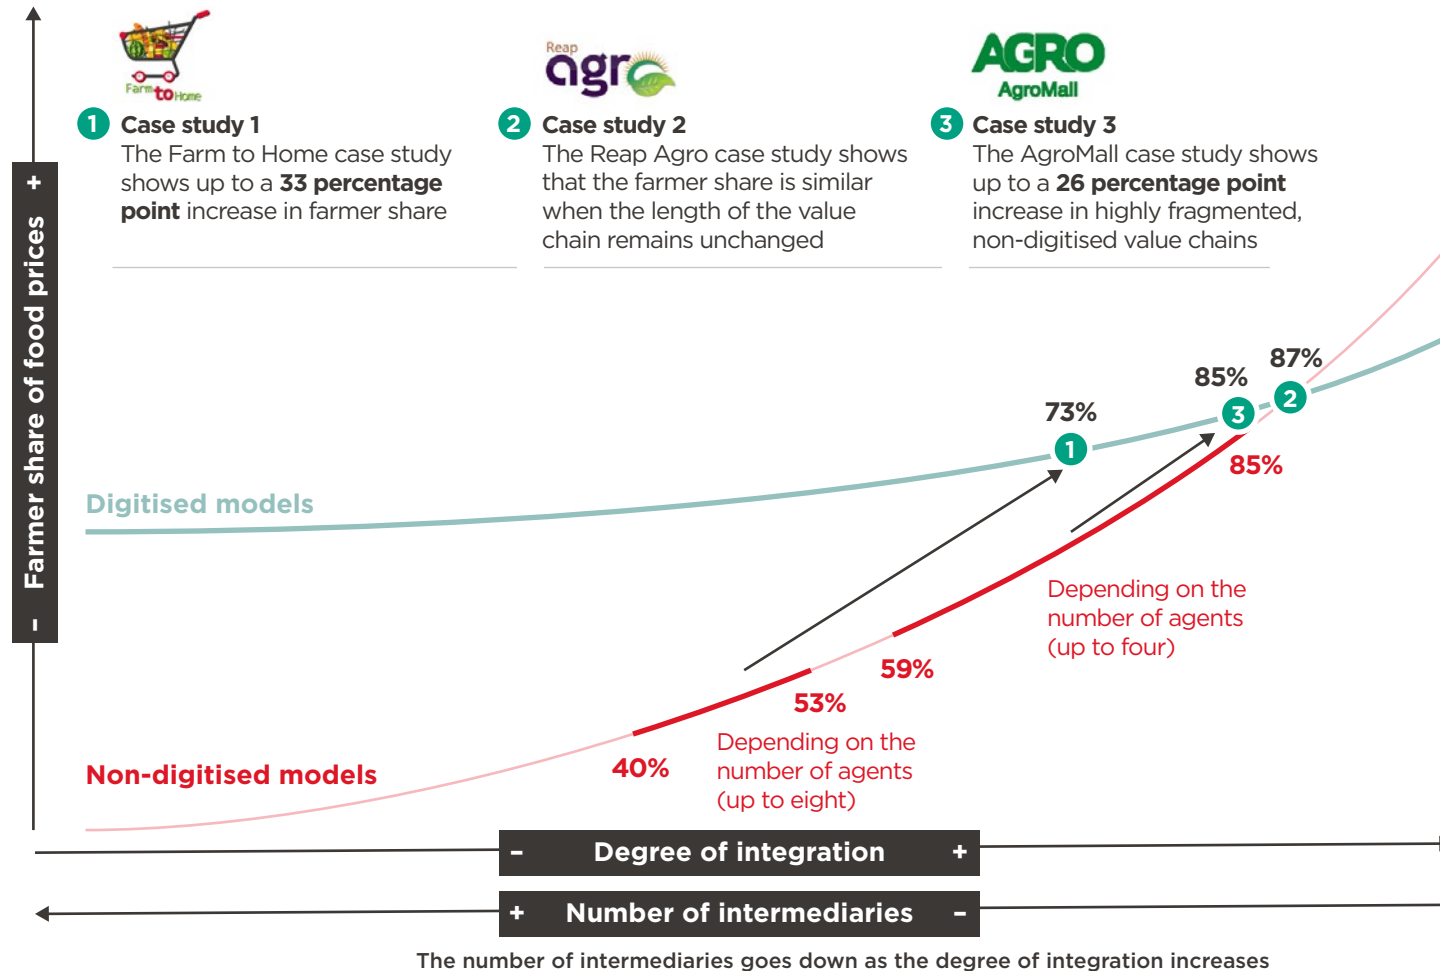 Farm to Home
1
Case study 1
The Farm to Home case study
shows up to a 33 percentage
point increase in farmer share
Reap
agro
2
Case study 2
The Reap Agro case study shows
that the farmer share is similar
when the length of the value
chain remains unchanged
AGRO
AgroMall
3
Case study 3
The AgroMall case study shows
up to a 26 percentage point
increase in highly fragmented,
non-digitised value chains
– Farmer share of food prices +
87%
85%
2
73%
3
1
85%
Digitised models
Depending on the
number of agents
(up to four)
59%
53%
40%
Depending on the
number of agents
(up to eight)
Non-digitised models
– Degree of integration +
+ Number of intermediaries –
The number of intermediaries goes down as the degree of integration increases